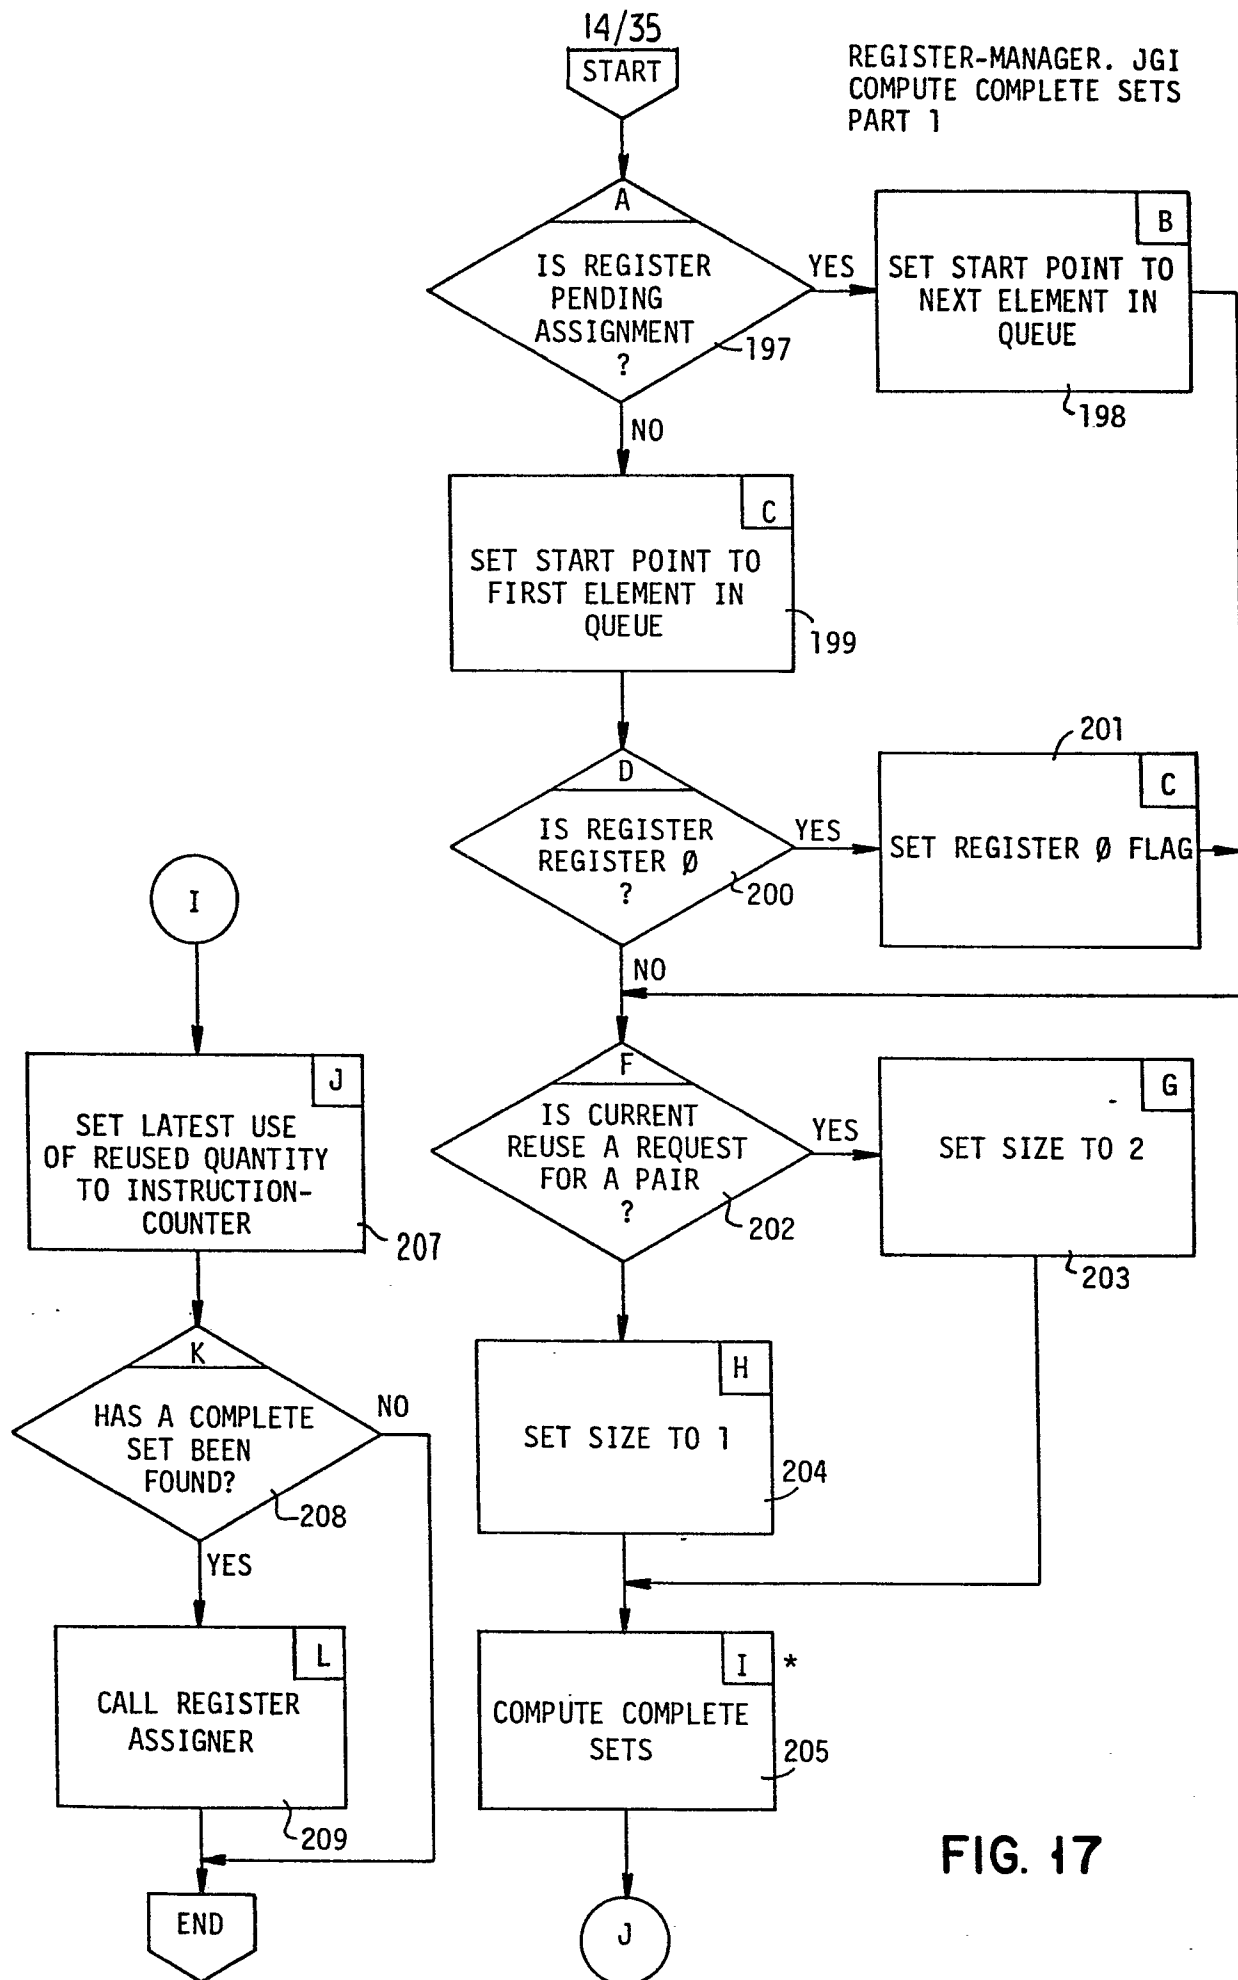 14/35
START
REGISTER-MANAGER. JGI
COMPUTE COMPLETE SETS
PART 1
A
IS REGISTER
PENDING
ASSIGNMENT
?
197
YES
B
SET START POINT TO
NEXT ELEMENT IN
QUEUE
198
NO
C
SET START POINT TO
FIRST ELEMENT IN
QUEUE
199
D
IS REGISTER
REGISTER Ø
?
200
YES
201
C
SET REGISTER Ø FLAG
NO
F
IS CURRENT
REUSE A REQUEST
FOR A PAIR
?
202
YES
G
SET SIZE TO 2
203
H
SET SIZE TO 1
204
I *
COMPUTE COMPLETE
SETS
205
J
I
J
SET LATEST USE
OF REUSED QUANTITY
TO INSTRUCTION-
COUNTER
207
K
HAS A COMPLETE
SET BEEN
FOUND?
208
NO
YES
L
CALL REGISTER
ASSIGNER
209
END
FIG. 17